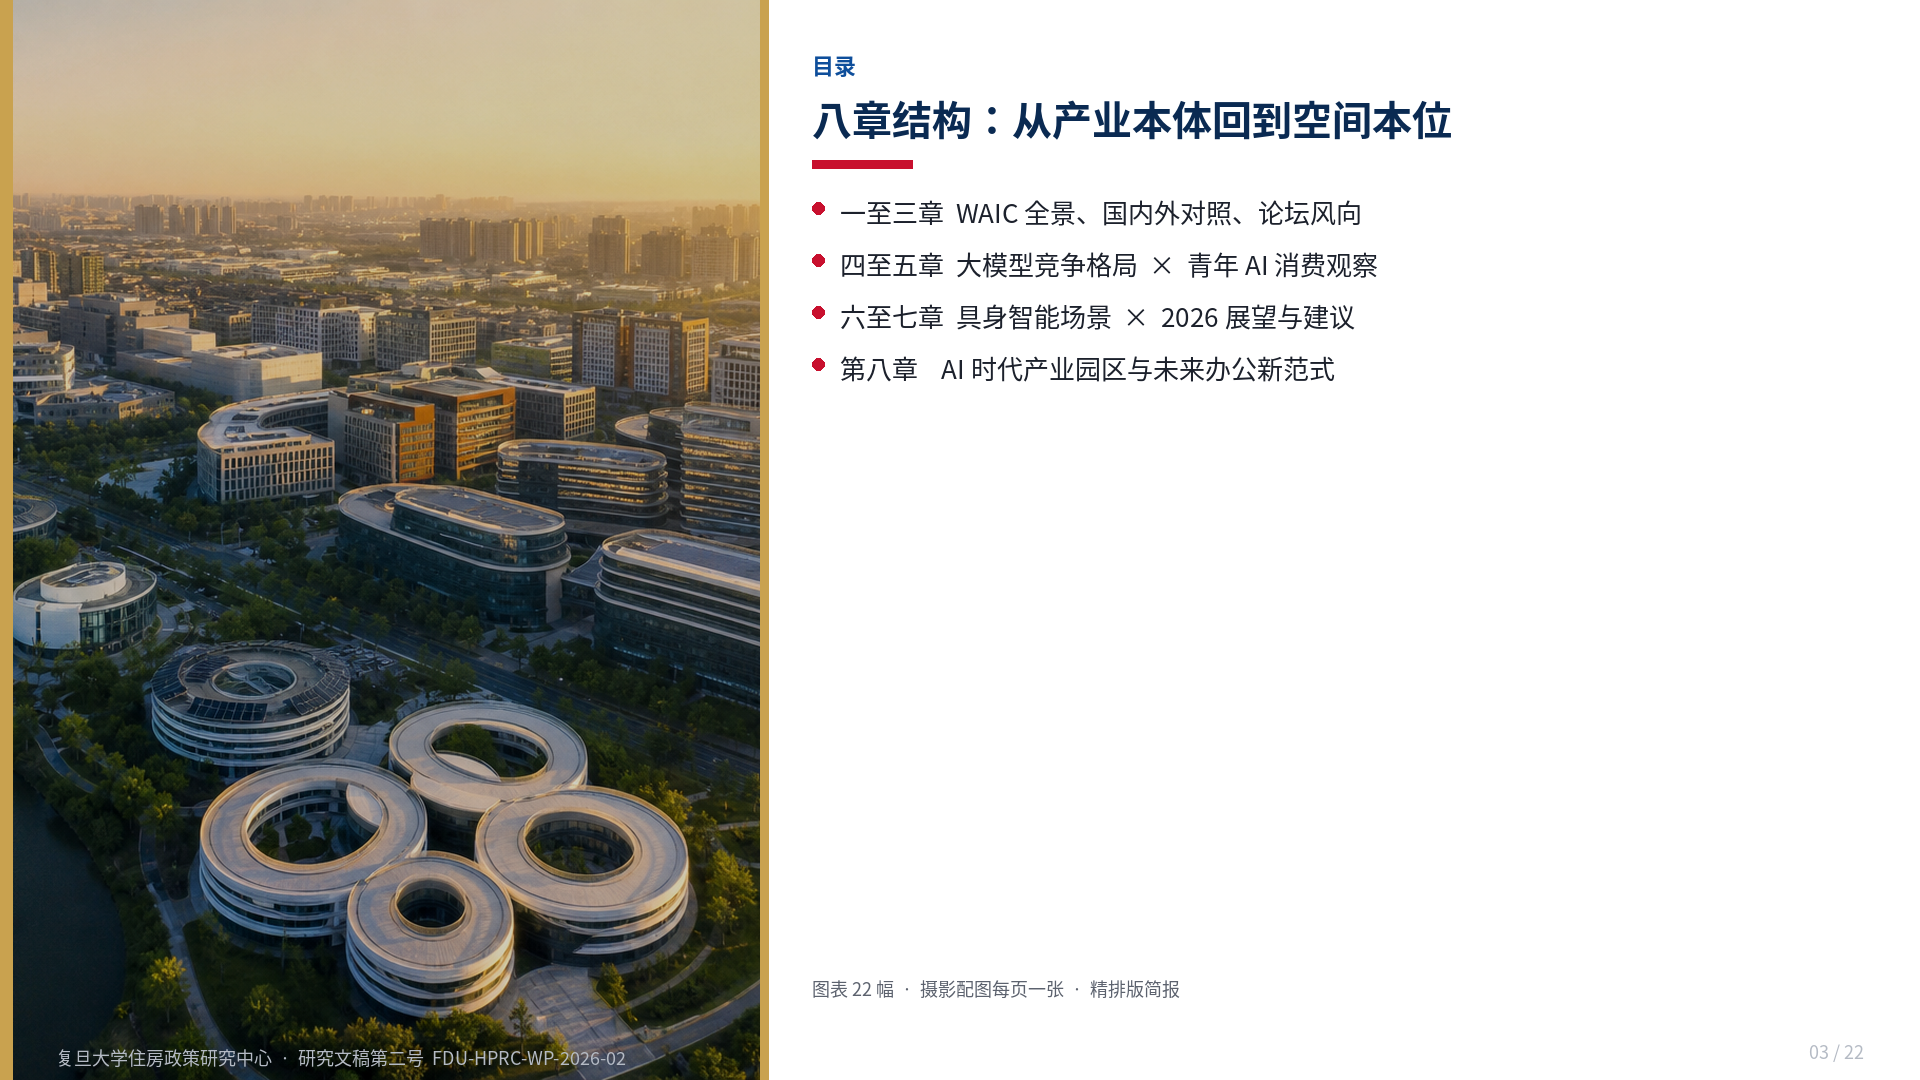 目录
八章结构：从产业本体回到空间本位
一至三章 WAIC 全景、国内外对照、论坛风向
四至五章 大模型竞争格局 × 青年 AI 消费观察
六至七章 具身智能场景 × 2026 展望与建议
第八章 AI 时代产业园区与未来办公新范式
图表 22 幅 · 摄影配图每页一张 · 精排版简报
复旦大学住房政策研究中心 · 研究文稿第二号 FDU-HPRC-WP-2026-02
03 / 22